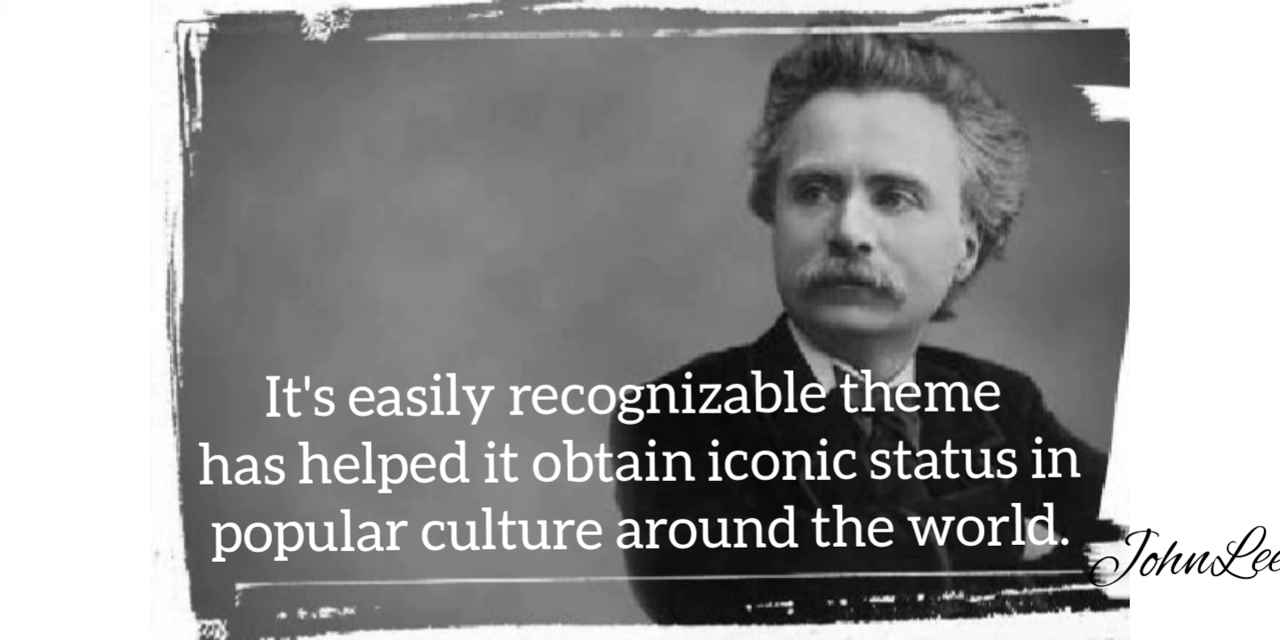 It's easily recognizable theme
has helped it obtain iconic status in
popular culture around the world.
JohnLee